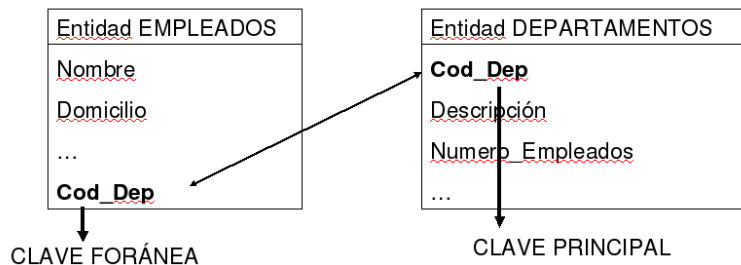 Entidad EMPLEADOS
Nombre
Domicilio
...
Cod_Dep
CLAVE FORÁNEA
Entidad DEPARTAMENTOS
Cod_Dep
Descripción
Numero_Empleados
...
CLAVE PRINCIPAL